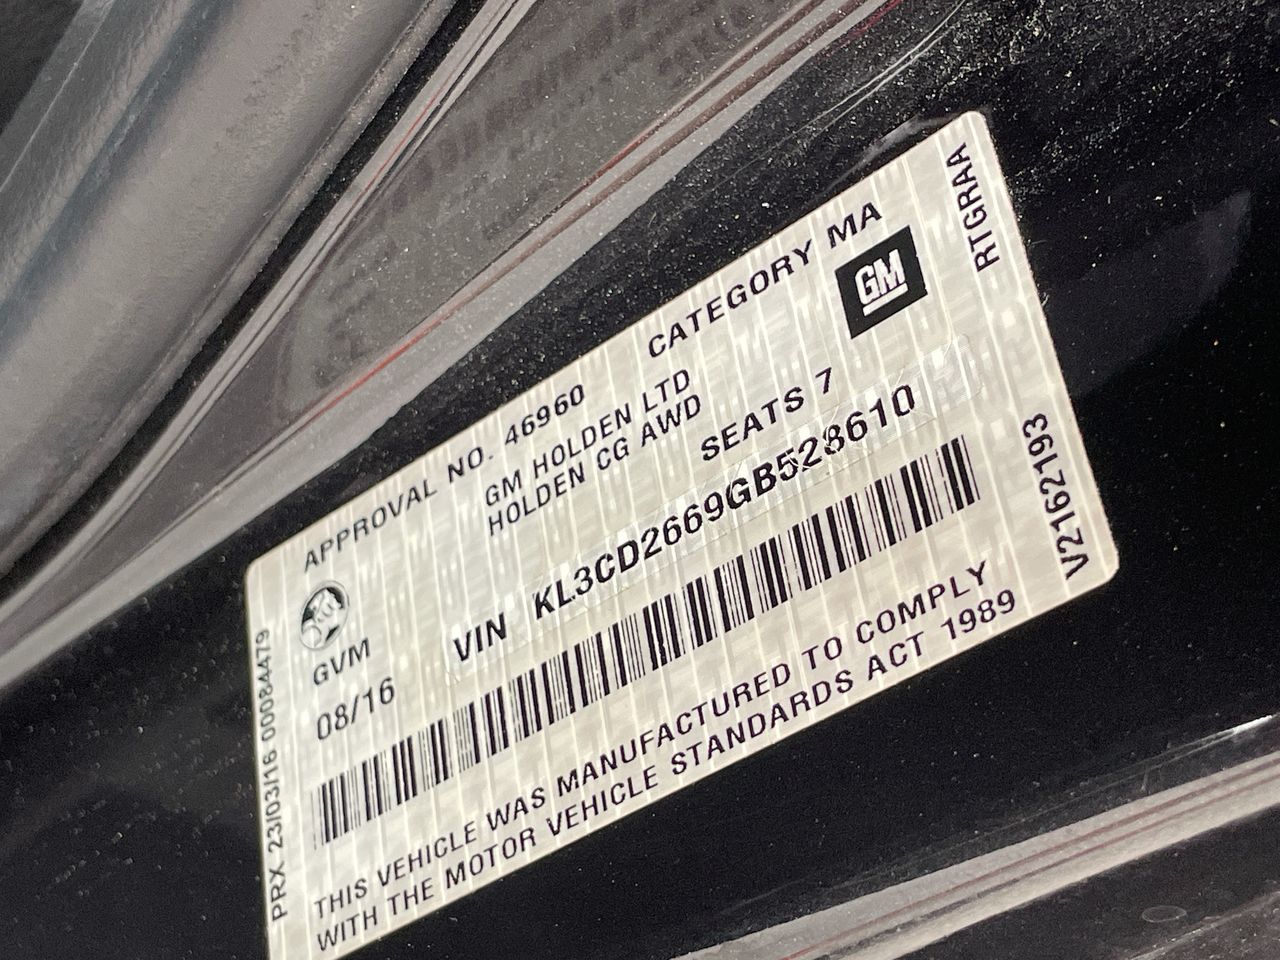 APPROVAL NO. 46960 CATEGORY MA
GM HOLDEN LTD
HOLDEN CG AWD
GM
SEATS 7
GVM
VIN KL3CD2669GB528610
08/16
THIS VEHICLE WAS MANUFACTURED TO COMPLY
WITH THE MOTOR VEHICLE STANDARDS ACT 1989
PRX 23/03/16 00084479
RTGRAA
V2162193